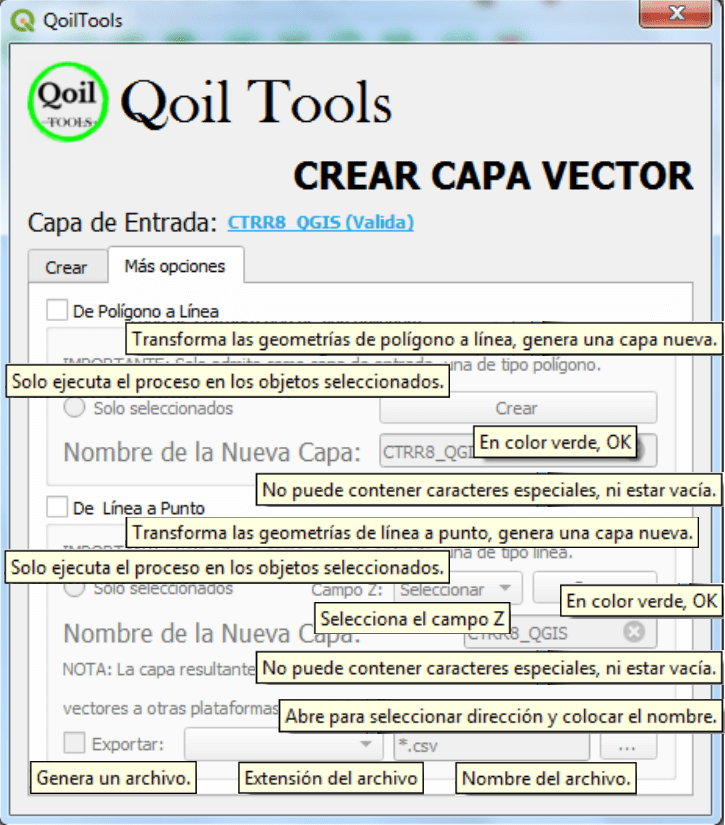 QoilTools
Qoil
TOOLS
Qoil Tools
CREAR CAPA VECTOR
Capa de Entrada: CTRR8_QGIS (Valida)
Crear
Más opciones
De Polígono a Línea
Transforma las geometrías de polígono a línea, genera una capa nueva.
IMPORTANTE: Solo admite como capa de entrada, una de tipo polígono.
Solo ejecuta el proceso en los objetos seleccionados.
Solo seleccionados
Crear
En color verde, OK
Nombre de la Nueva Capa: CTRR8_QGI
No puede contener caracteres especiales, ni estar vacía.
De Línea a Punto
Transforma las geometrías de línea a punto, genera una capa nueva.
una de tipo línea.
Solo ejecuta el proceso en los objetos seleccionados.
Solo seleccionados Campo Z: Seleccionar
En color verde, OK
Selecciona el campo Z
Nombre de la Nueva Capa: CTRR8_QGIS
NOTA: La capa resultante
No puede contener caracteres especiales, ni estar vacía.
vectores a otras plataformas
Abre para seleccionar dirección y colocar el nombre.
Exportar: *.csv ...
Genera un archivo.
Extensión del archivo
Nombre del archivo.